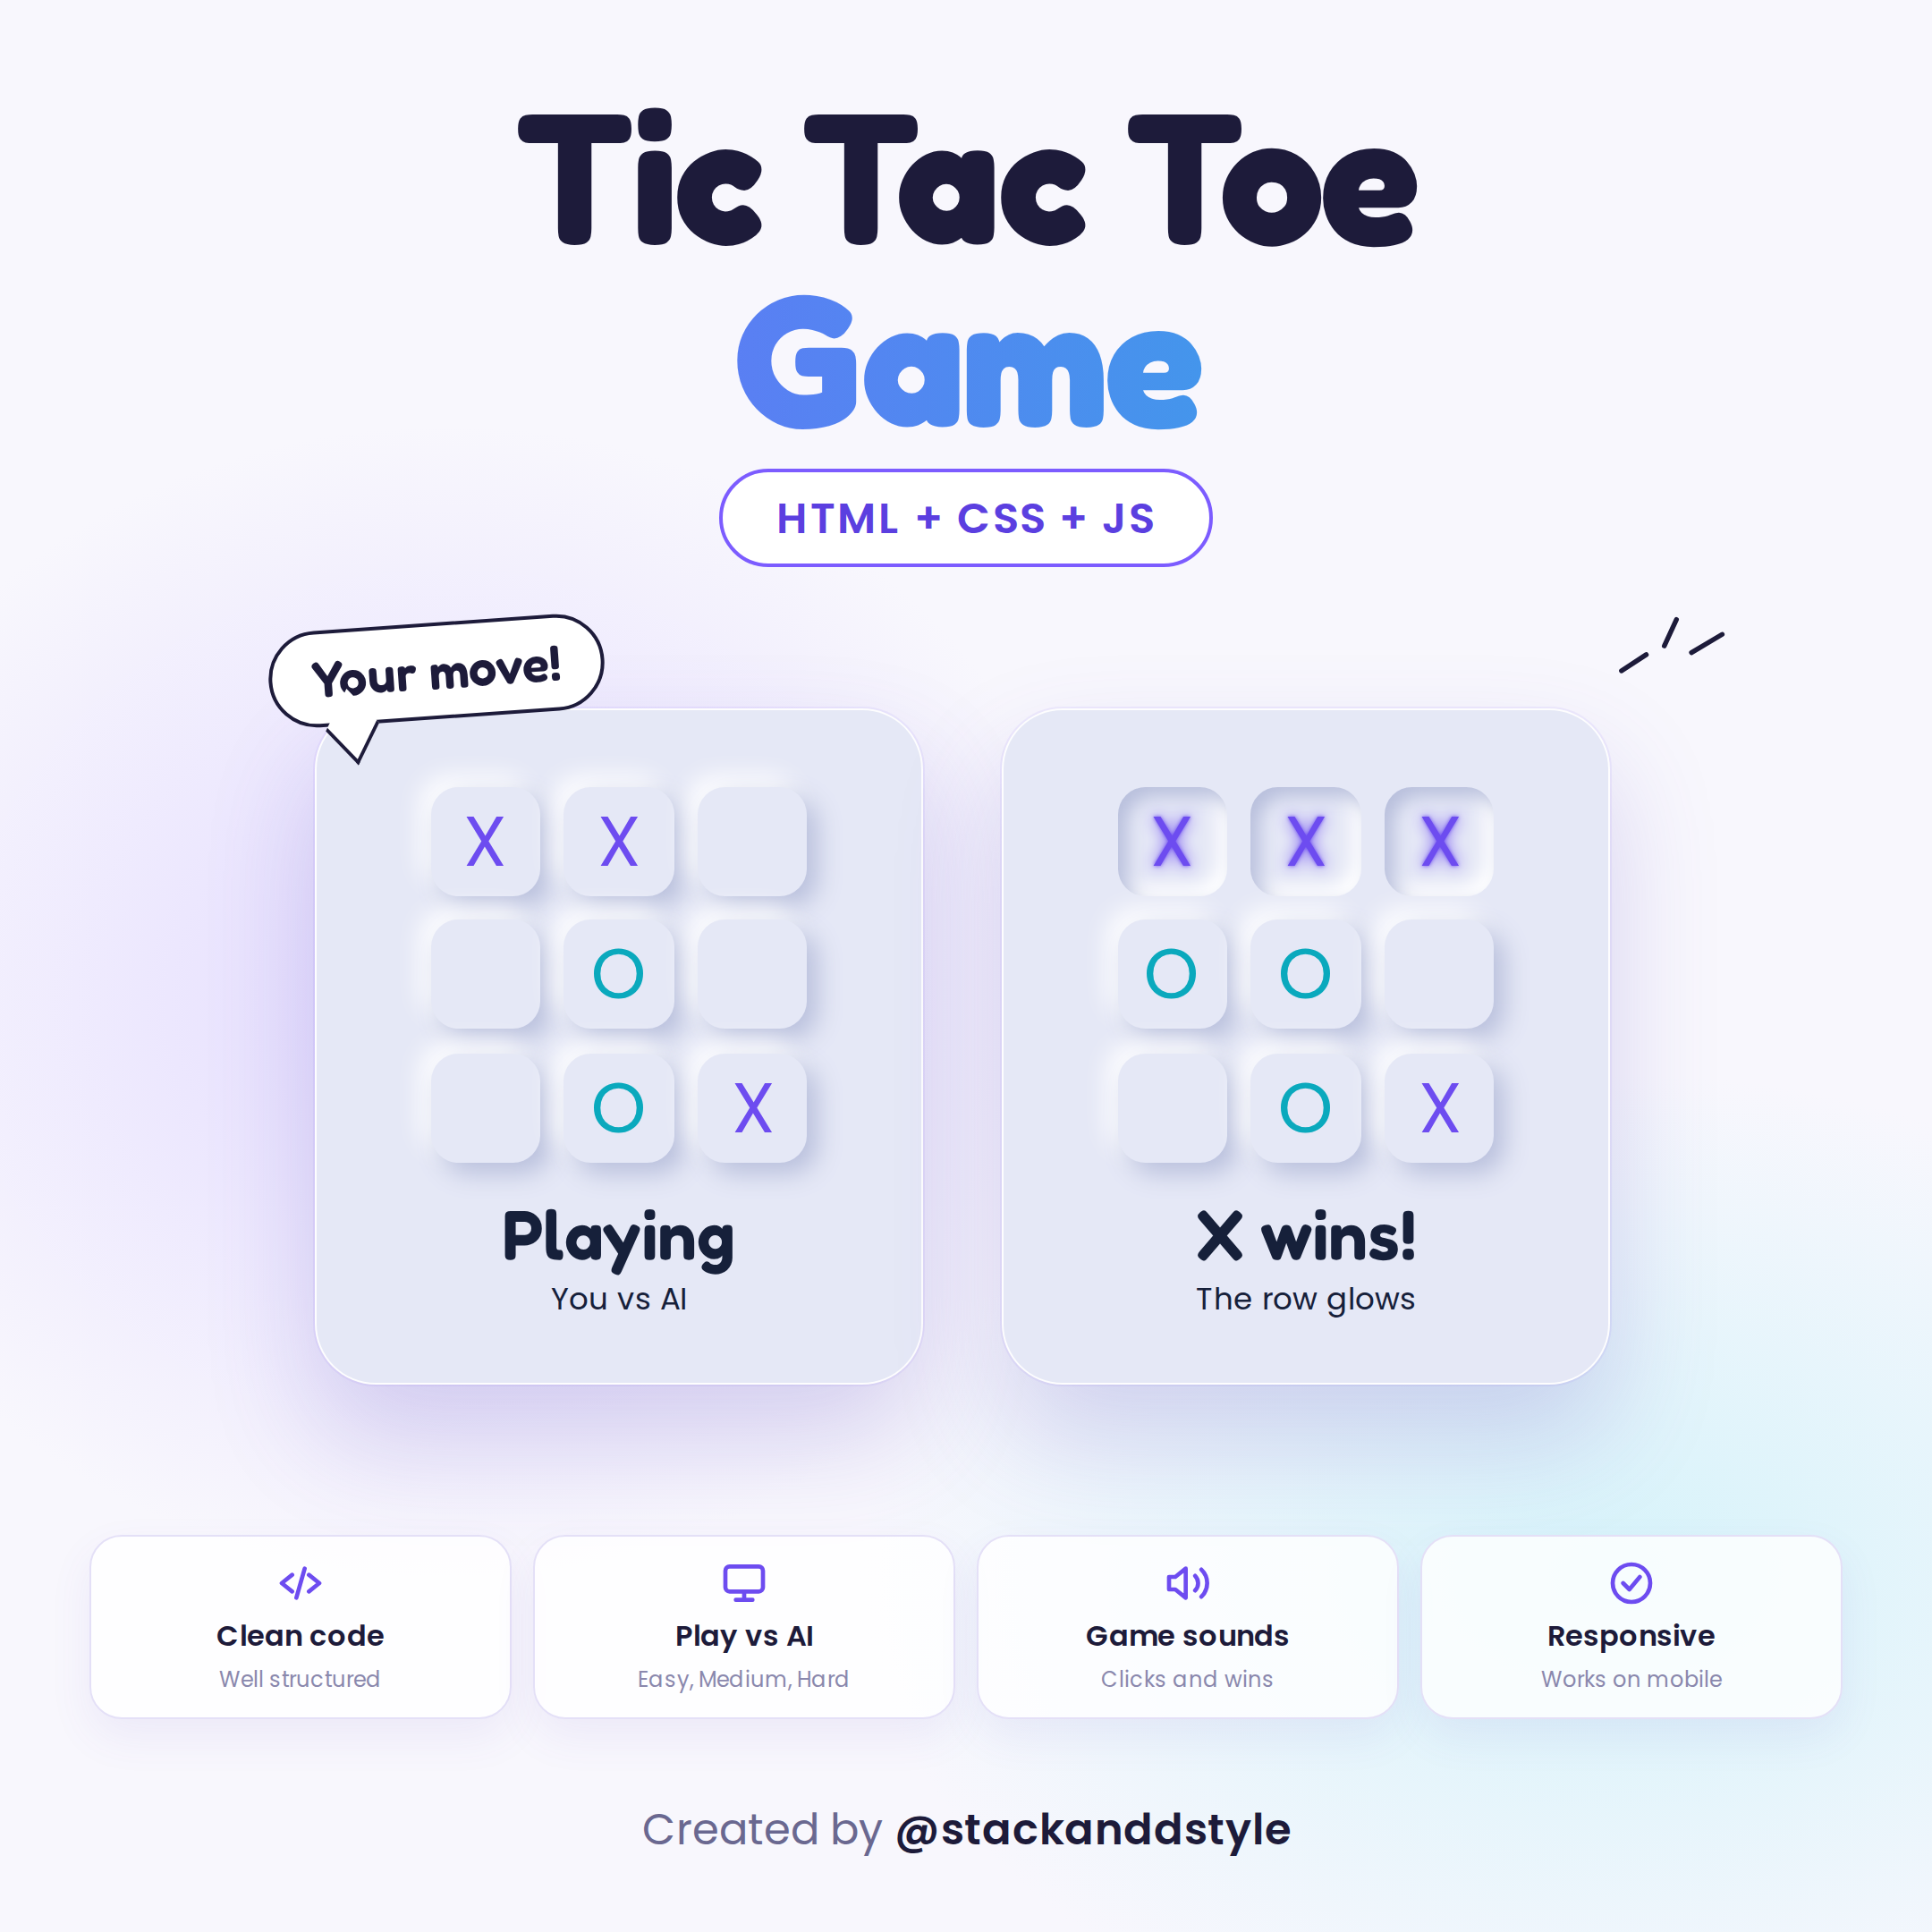 Tic Tac Toe
Game
HTML + CSS + JS
Your move!
X X
O
O X
Playing
You vs AI
X X X
O O
O X
X wins!
The row glows
Clean code
Well structured
Play vs AI
Easy, Medium, Hard
Game sounds
Clicks and wins
Responsive
Works on mobile
Created by @stackanddstyle